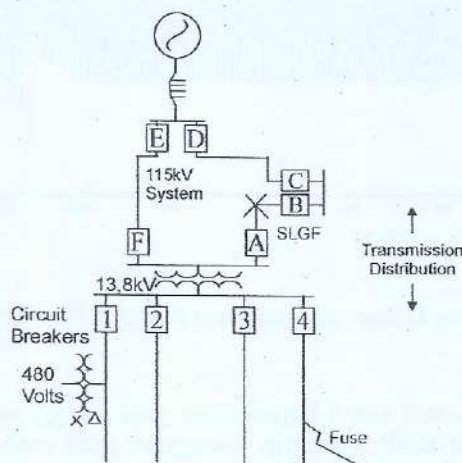 E D
115kV
System
C
B
SLGF
F
A
Transmission
Distribution
13.8kV
Circuit
Breakers
1 2 3 4
480
Volts
Fuse